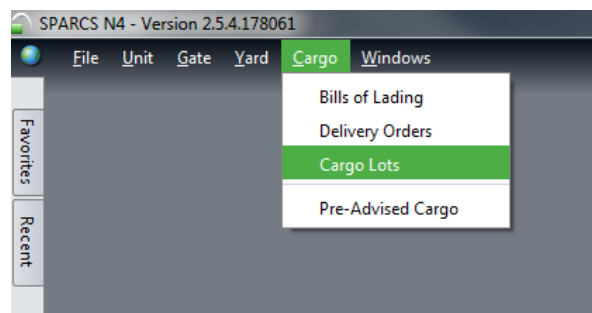 SPARCS N4 - Version 2.5.4.178061
File Unit Gate Yard Cargo Windows
Bills of Lading
Delivery Orders
Cargo Lots
Pre-Advised Cargo
Favorites
Recent